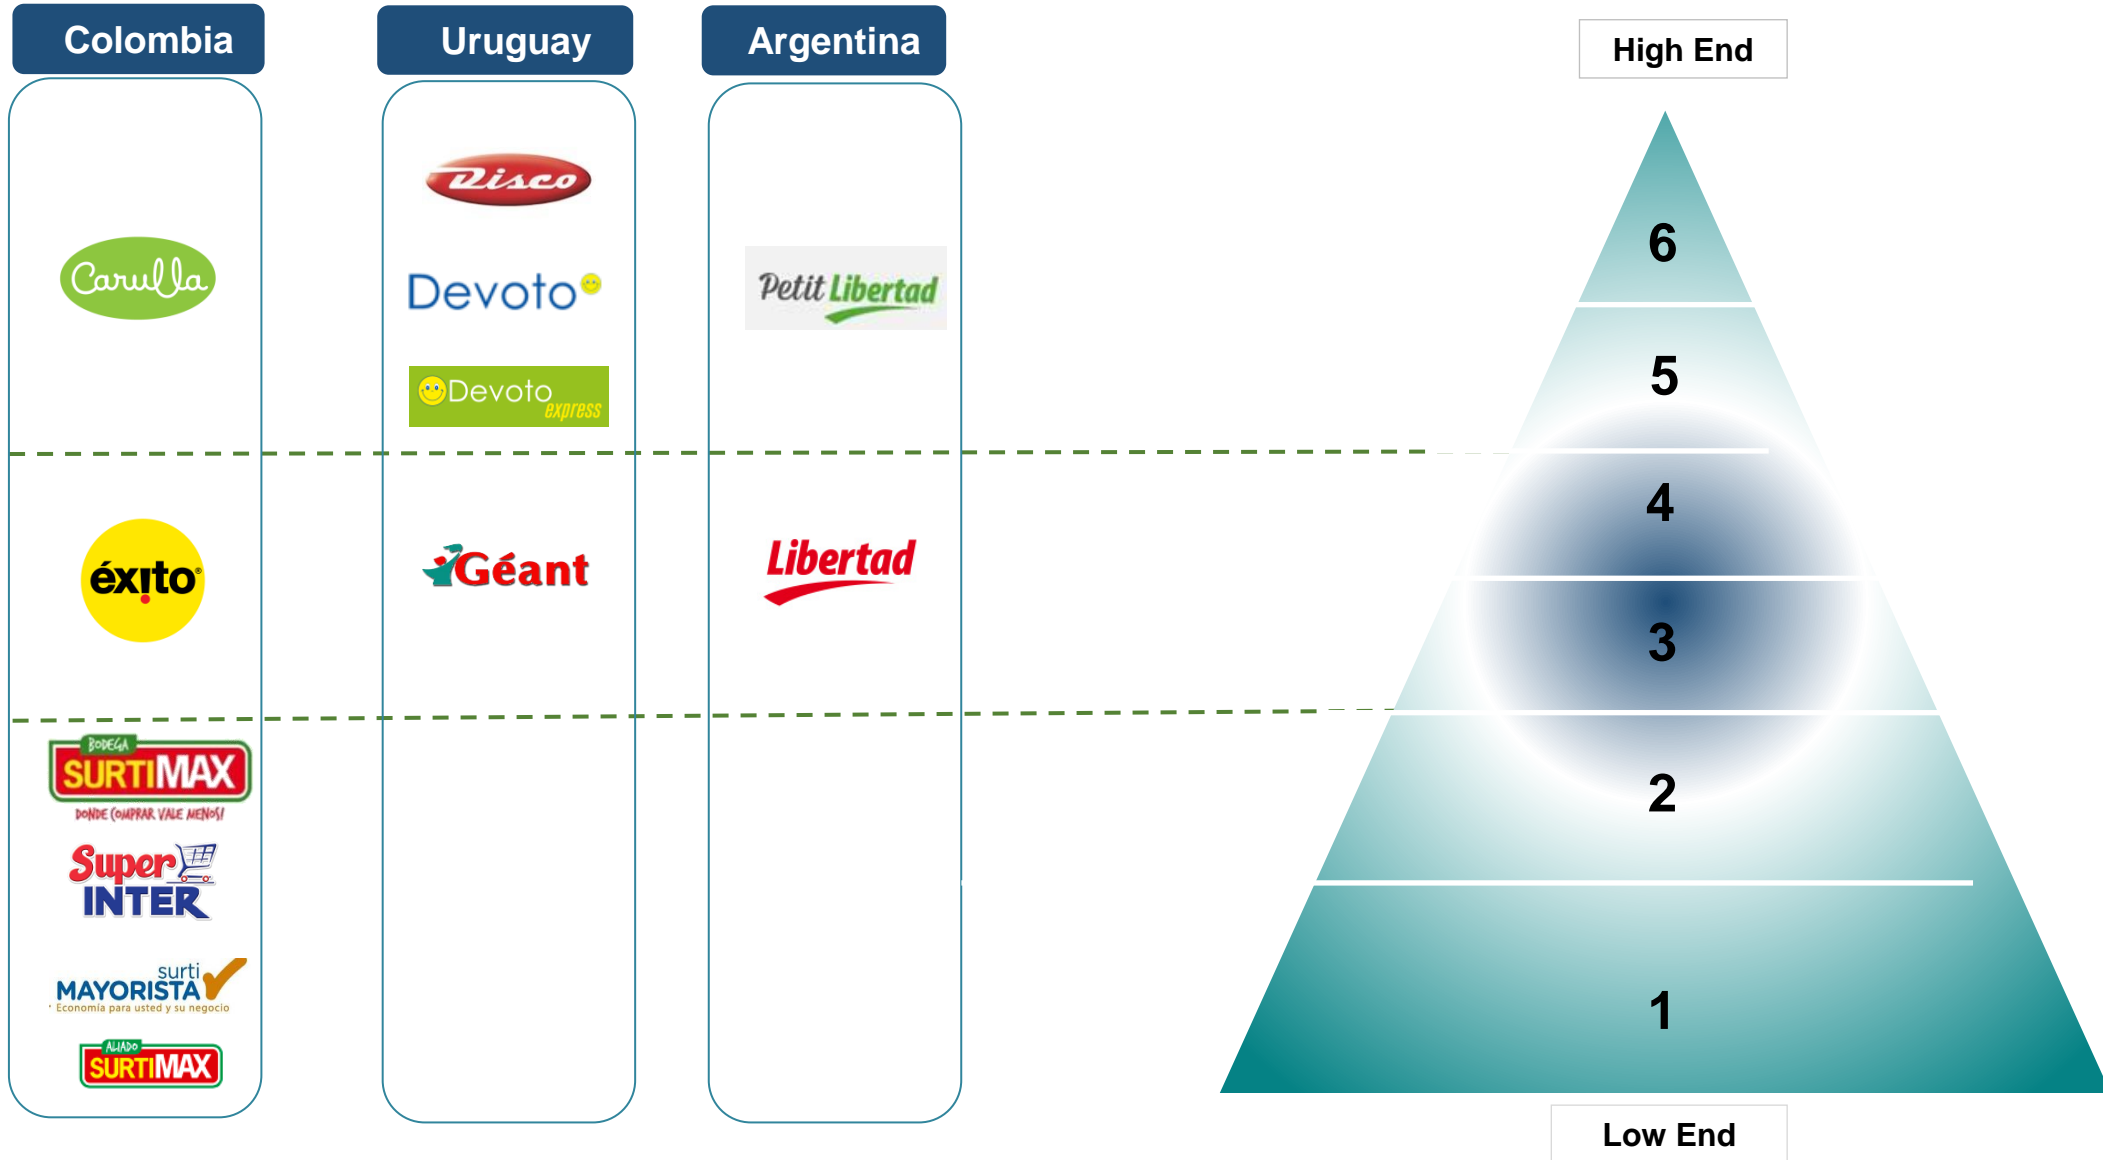 Colombia
Uruguay
Argentina
High End
Disco
Carulla
Devoto
Petit Libertad
Devoto
express
6
5
4
éxito®
Géant
Libertad
3
BODEGA
SURTIMAX
DONDE COMPRAR VALE MENOS!
2
Super
INTER
surti
MAYORISTA
Economía para usted y su negocio
1
ALIADO
SURTIMAX
Low End